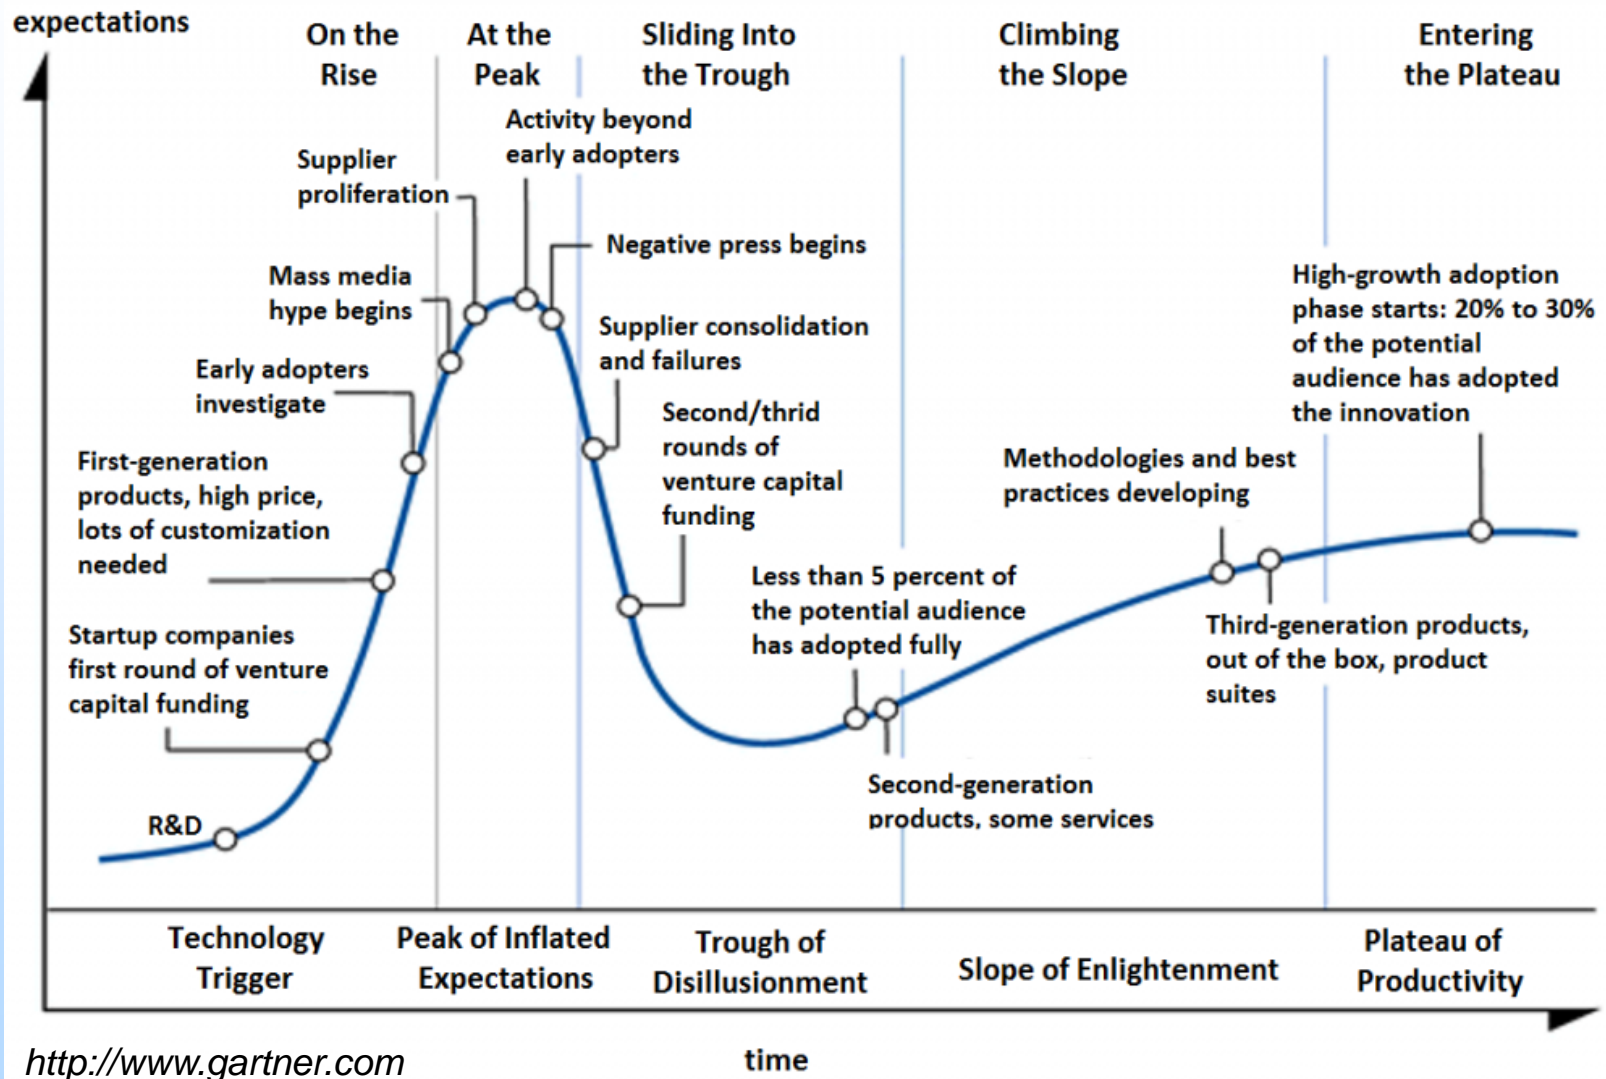 expectations
On the
Rise
At the
Peak
Sliding Into
the Trough
Climbing
the Slope
Entering
the Plateau
Activity beyond
early adopters
Supplier
proliferation
Negative press begins
Mass media
hype begins
High-growth adoption
phase starts: 20% to 30%
of the potential
audience has adopted
the innovation
Supplier consolidation
and failures
Early adopters
investigate
Second/thrid
rounds of
venture capital
funding
First-generation
products, high price,
lots of customization
needed
Methodologies and best
practices developing
Less than 5 percent of
the potential audience
has adopted fully
Startup companies
first round of venture
capital funding
Third-generation products,
out of the box, product
suites
Second-generation
products, some services
R&D
Technology
Trigger
Peak of Inflated
Expectations
Trough of
Disillusionment
Slope of Enlightenment
Plateau of
Productivity
time
http://www.gartner.com